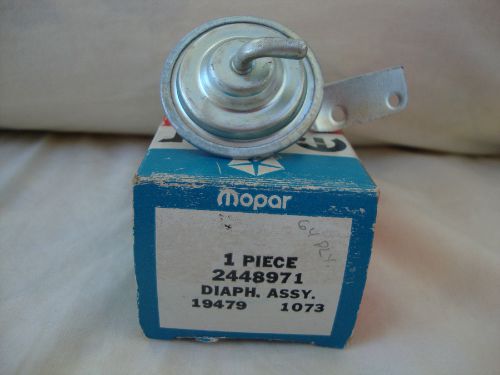 mopar
1 PIECE
2448971
DIAPH. ASSY.
19479 1073